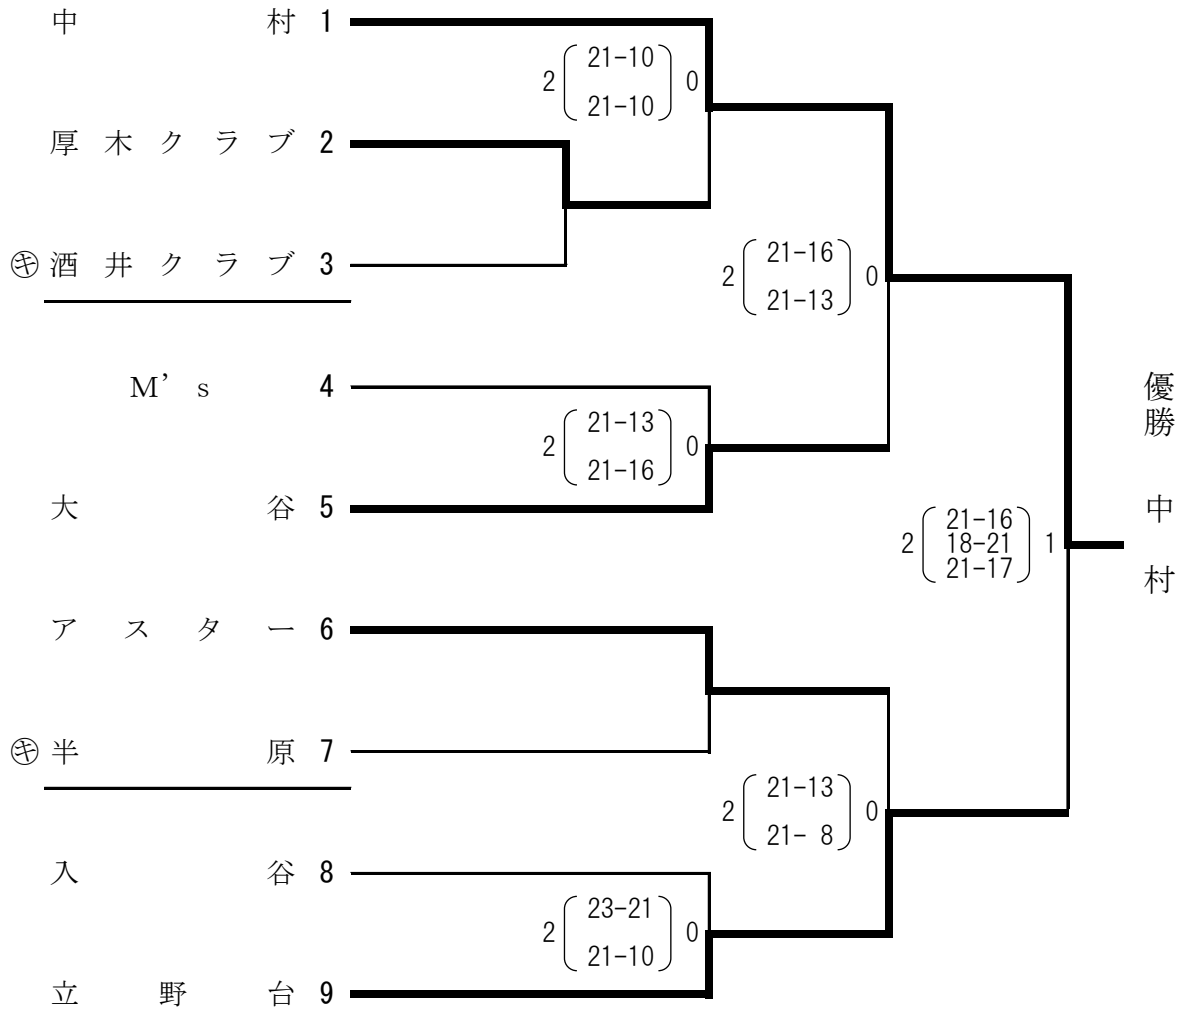 中村 1
2 21-10 0
21-10
厚木クラブ 2
㋖ 酒井クラブ 3
2 21-16 0
21-13
M’s 4
2 21-13 0
21-16
大谷 5
2 21-16 1
18-21
21-17
優勝 中村
アスター 6
㋖ 半原 7
2 21-13 0
21- 8
入谷 8
2 23-21 0
21-10
立野台 9